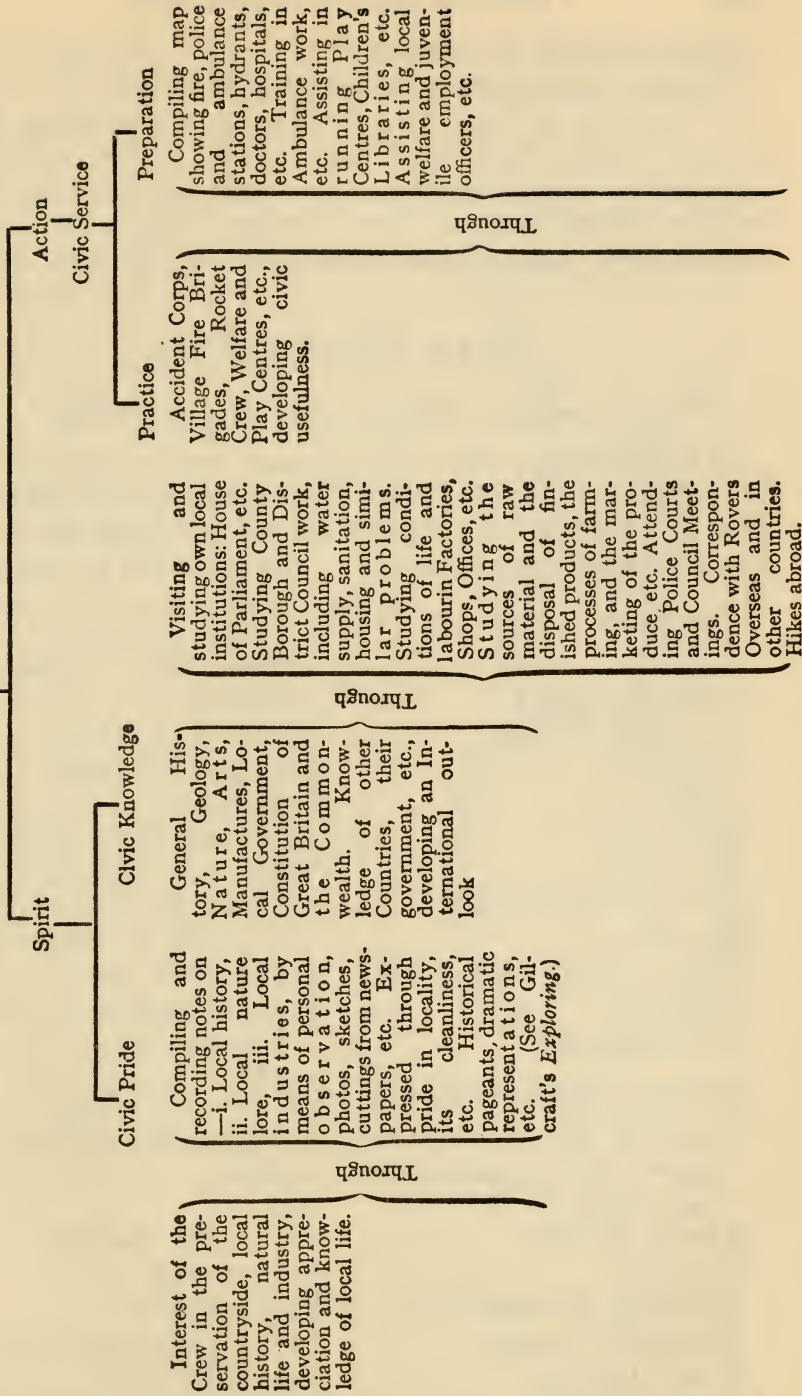 Spirit
Action
Civic Service
Civic Pride
Civic Knowledge
Practice
Preparation
Interest of the
Crew in the pre-
servation of the
countryside, local
history, natural
life and industry,
developing appre-
ciation and know-
ledge of local life.
Through
Compiling and
recording notes on
—i. Local history,
ii. Local nature
lore, iii. Local
industries, by
means of personal
observation,
photos, sketches,
cuttings from news-
papers, etc. Ex-
pressed through
pride in locality,
its cleanliness,
etc. Historical
pageants, dramatic
representations,
etc. (See Gil-
craft's Exploring.)
General His-
tory, Geology,
Nature, Arts,
Manufactures, Lo-
cal Government,
Constitution of
Great Britain and
the Common-
wealth. Know-
ledge of other
Countries, their
government, etc.,
developing an In-
ternational out-
look
Through
Visiting and
studying own local
institutions: House
of Parliament, etc.
Studying County
Borough and Dis-
trict Council work,
including water
supply, sanitation,
housing and simi-
lar problems.
Studying condi-
tions of life and
labour in Factories,
Shops, Offices, etc.
Studying the
sources of raw
material and the
disposal of fin-
ished products, the
processes of farm-
ing, and the mar-
keting of the pro-
duce, etc. Attend-
ing Police Courts
and Council Meet-
ings. Correspon-
dence with Rovers
Overseas and in
other countries.
Hikes abroad.
Accident Corps,
Village Fire Bri-
gades, Rocket
Crew, Welfare and
Play Centres, etc.,
developing civic
usefulness.
Through
Compiling map
showing fire, police
and ambulance
stations, hydrants,
doctors, hospitals,
etc. Training in
Ambulance work,
etc. Assisting in
running Play
Centres, Children's
Libraries, etc.
Assisting local
welfare and juven-
ile employment
officers, etc.